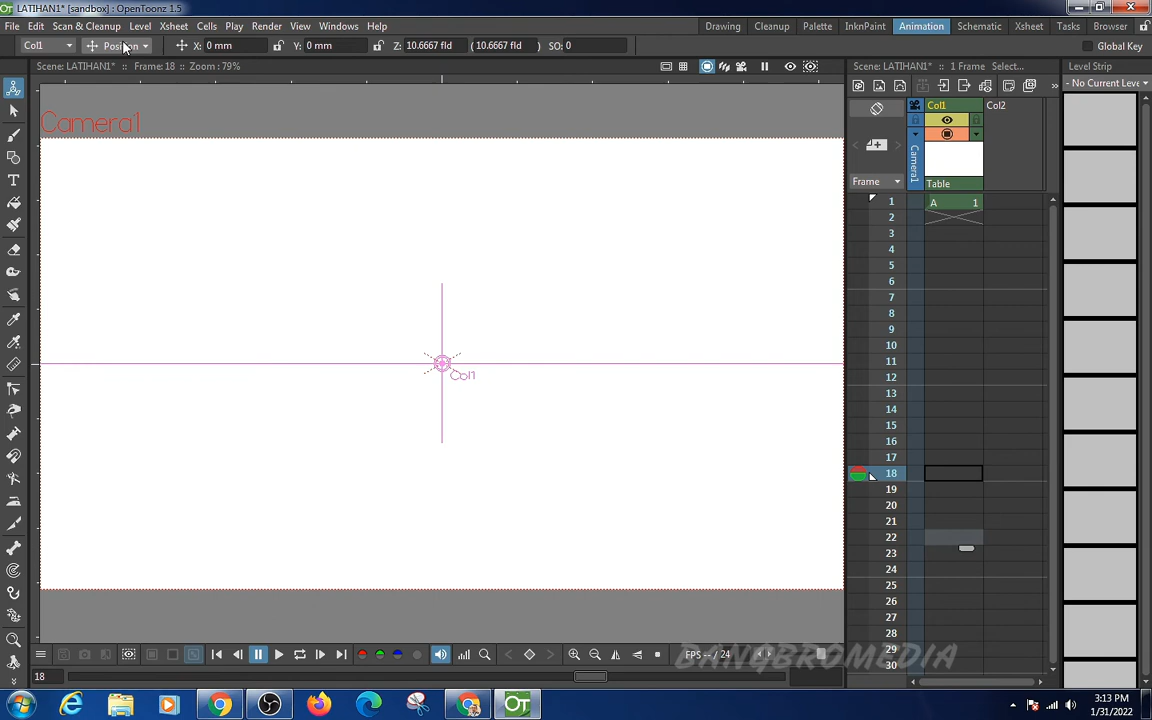 LATIHAN1* [sandbox] : OpenToonz 1.5
File Edit Scan & Cleanup Level Xsheet Cells Play Render View Windows Help
Drawing Cleanup Palette InknPaint Animation Schematic Xsheet Tasks Browser
Col1 Position X: 0 mm Y: 0 mm Z: 10.6667 fld ( 10.6667 fld ) SO: 0 Global Key
Scene: LATIHAN1* :: Frame: 18 :: Zoom : 79%
Scene: LATIHAN1* :: 1 Frame Select...
Level Strip
- No Current Leve
Camera1
Col1
Col1 Col2
Camera1
Frame
Table
1 A 1
2
3
4
5
6
7
8
9
10
11
12
13
14
15
16
17
18
19
20
21
22
23
24
25
26
27
28
29
30
FPS -- / 24
BANGBROMEDIA
18
OT
3:13 PM
1/31/2022